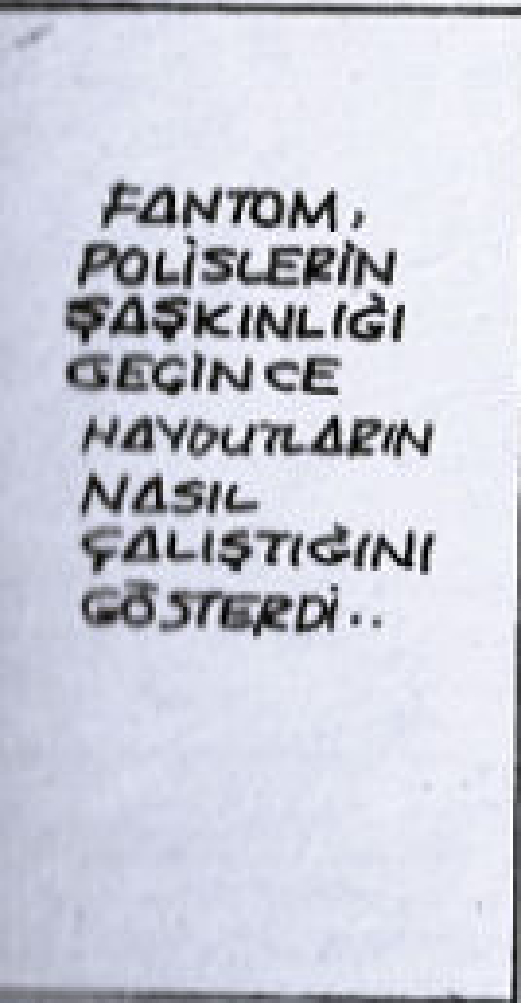 FANTOM,
POLİSLERİN
ŞAŞKINLIĞI
GEÇİNCE
HAYDUTLARIN
NASIL
ÇALIŞTIĞINI
GÖSTERDİ..